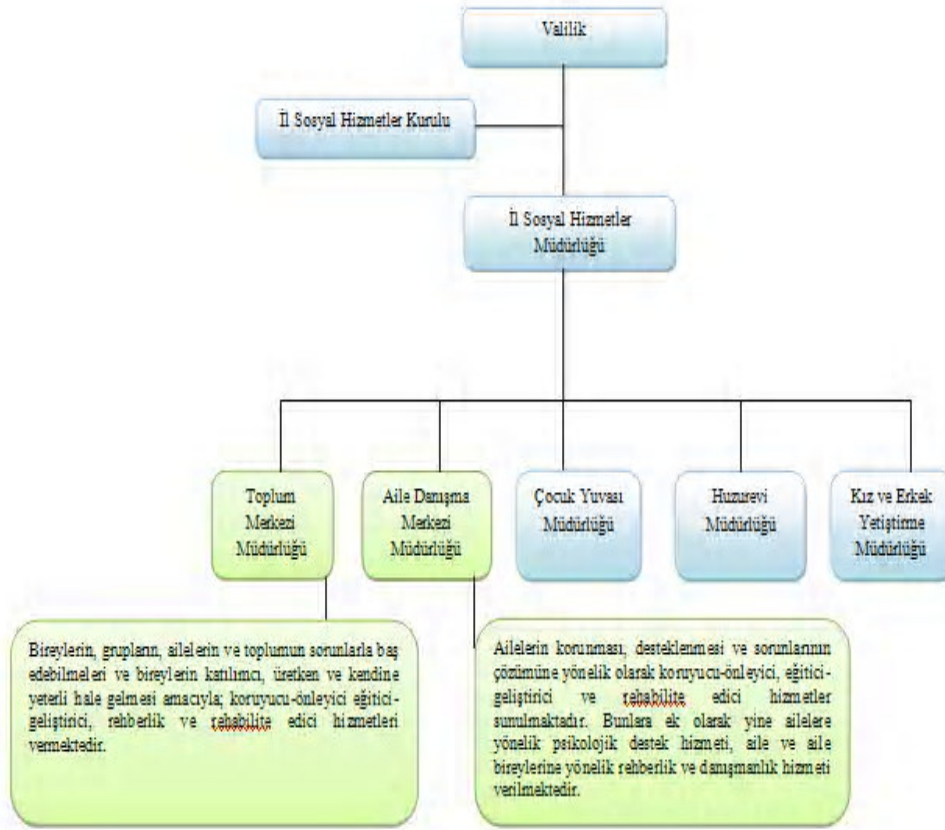 Valilik
İl Sosyal Hizmetler Kurulu
İl Sosyal Hizmetler
Müdürlüğü
Toplum
Merkezi
Müdürlüğü
Aile Danışma
Merkezi
Müdürlüğü
Çocuk Yuvası
Müdürlüğü
Huzurevi
Müdürlüğü
Kız ve Erkek
Yetiştirme
Müdürlüğü
Bireylerin, grupların, ailelerin ve toplumun sorunlarla baş
edebilmeleri ve bireylerin katılımcı, üretken ve kendine
yeterli hale gelmesi amacıyla; koruyucu-önleyici eğitici-
geliştirici, rehberlik ve rahabilite edici hizmetleri
vermektedir.
Ailelerin korunması, desteklenmesi ve sorunlarının
çözümüne yönelik olarak koruyucu-önleyici, eğitici-
geliştirici ve rehabilite edici hizmetler
sunulmaktadır. Bunlara ek olarak yine ailelere
yönelik psikolojik destek hizmeti, aile ve aile
bireylerine yönelik rehberlik ve danışmanlık hizmeti
verilmektedir.